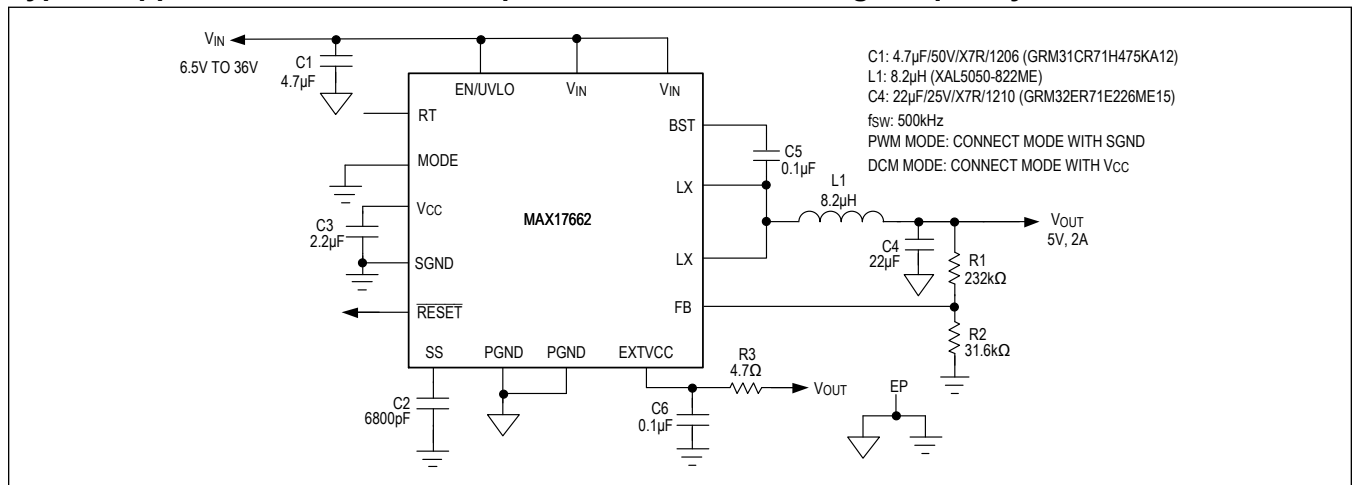 VIN
6.5V TO 36V
C1
4.7µF
EN/UVLO
VIN
VIN
RT
MODE
VCC
SGND
RESET
SS
PGND
PGND
EXTVCC
BST
LX
LX
FB
MAX17662
C3
2.2µF
C2
6800pF
C5
0.1µF
L1
8.2µH
C4
22µF
VOUT
5V, 2A
R1
232kΩ
R2
31.6kΩ
R3
4.7Ω
VOUT
C6
0.1µF
EP
C1: 4.7µF/50V/X7R/1206 (GRM31CR71H475KA12)
L1: 8.2µH (XAL5050-822ME)
C4: 22µF/25V/X7R/1210 (GRM32ER71E226ME15)
fSW: 500kHz
PWM MODE: CONNECT MODE WITH SGND
DCM MODE: CONNECT MODE WITH VCC